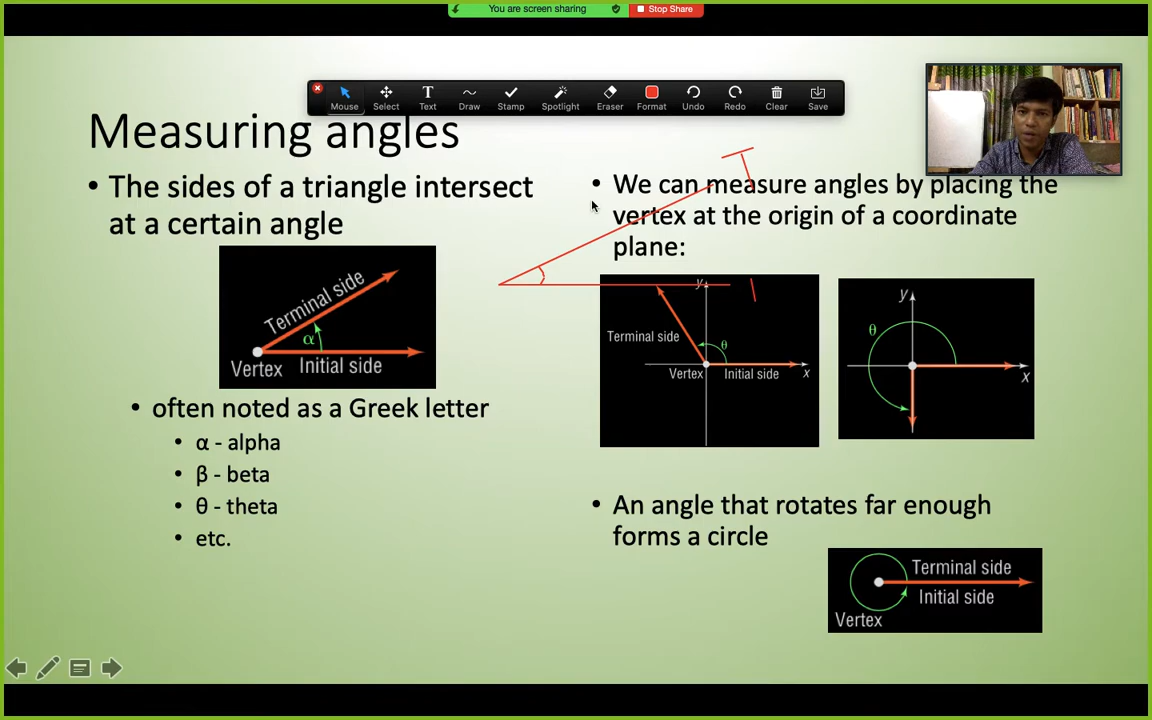 You are screen sharing
Stop Share
Mouse
Select
Text
Draw
Stamp
Spotlight
Eraser
Format
Undo
Redo
Clear
Save
Measuring angles
• The sides of a triangle intersect
at a certain angle
Terminal side
α
Vertex
Initial side
• often noted as a Greek letter
• α - alpha
• β - beta
• θ - theta
• etc.
• We can measure angles by placing the
vertex at the origin of a coordinate
plane:
y
Terminal side
θ
Vertex
Initial side
x
y
θ
x
• An angle that rotates far enough
forms a circle
Terminal side
Initial side
Vertex